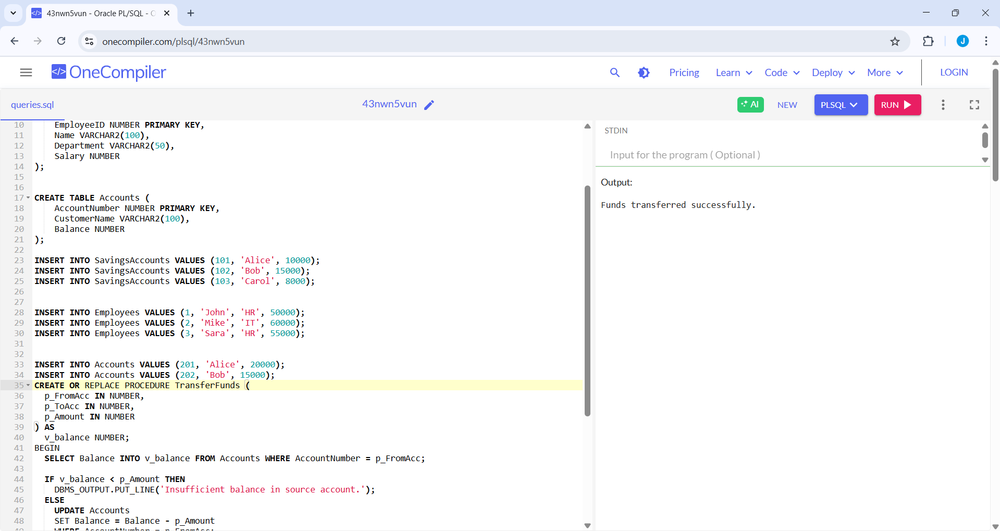 43nwn5vun - Oracle PL/SQL - O
onecompiler.com/plsql/43nwn5vun
J
</> OneCompiler
Pricing
Learn
Code
Deploy
More
LOGIN
queries.sql
43nwn5vun
AI
NEW
PLSQL
RUN
10 EmployeeID NUMBER PRIMARY KEY,
11 Name VARCHAR2(100),
12 Department VARCHAR2(50),
13 Salary NUMBER
14 );
15
16
17 CREATE TABLE Accounts (
18 AccountNumber NUMBER PRIMARY KEY,
19 CustomerName VARCHAR2(100),
20 Balance NUMBER
21 );
22
23 INSERT INTO SavingsAccounts VALUES (101, 'Alice', 10000);
24 INSERT INTO SavingsAccounts VALUES (102, 'Bob', 15000);
25 INSERT INTO SavingsAccounts VALUES (103, 'Carol', 8000);
26
27
28 INSERT INTO Employees VALUES (1, 'John', 'HR', 50000);
29 INSERT INTO Employees VALUES (2, 'Mike', 'IT', 60000);
30 INSERT INTO Employees VALUES (3, 'Sara', 'HR', 55000);
31
32
33 INSERT INTO Accounts VALUES (201, 'Alice', 20000);
34 INSERT INTO Accounts VALUES (202, 'Bob', 15000);
35 CREATE OR REPLACE PROCEDURE TransferFunds (
36 p_FromAcc IN NUMBER,
37 p_ToAcc IN NUMBER,
38 p_Amount IN NUMBER
39 ) AS
40 v_balance NUMBER;
41 BEGIN
42 SELECT Balance INTO v_balance FROM Accounts WHERE AccountNumber = p_FromAcc;
43
44 IF v_balance < p_Amount THEN
45 DBMS_OUTPUT.PUT_LINE('Insufficient balance in source account.');
46 ELSE
47 UPDATE Accounts
48 SET Balance = Balance - p_Amount
49 WHERE AccountNumber = p_FromAcc;
STDIN
Input for the program ( Optional )
Output:
Funds transferred successfully.